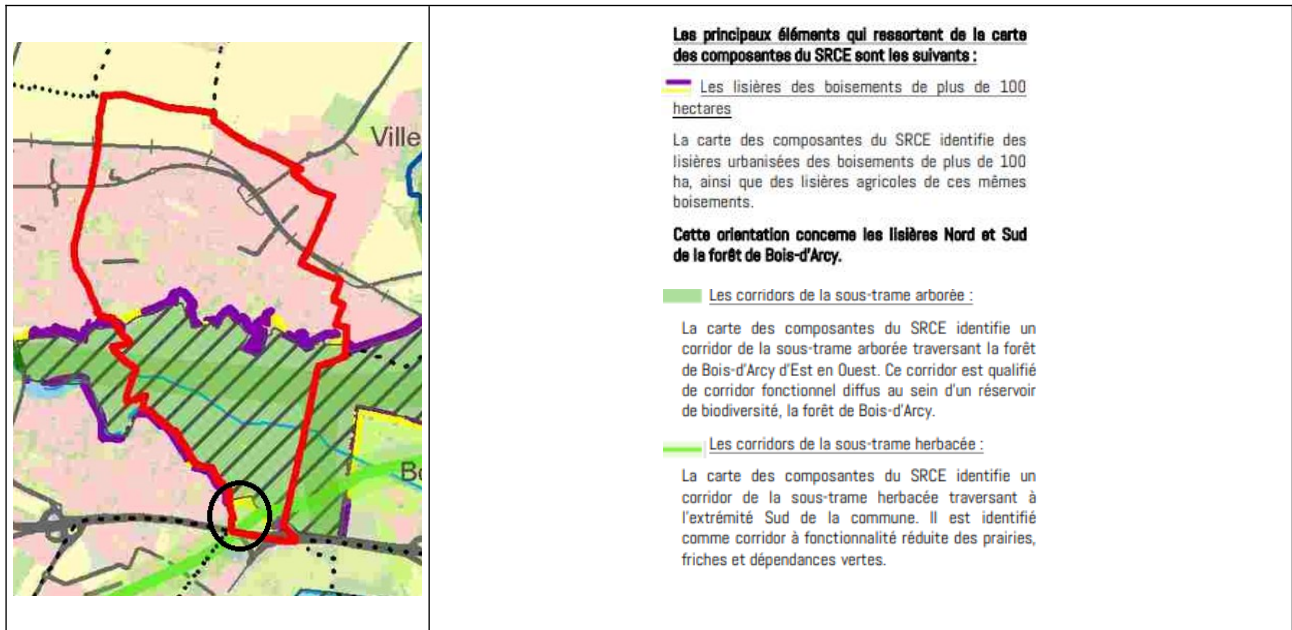 Ville
Bo
Les principaux éléments qui ressortent de la carte
des composantes du SRCE sont les suivants :
Les lisières des boisements de plus de 100
hectares
La carte des composantes du SRCE identifie des
lisières urbanisées des boisements de plus de 100
ha, ainsi que des lisières agricoles de ces mêmes
boisements.
Cette orientation concerne les lisières Nord et Sud
de la forêt de Bois-d'Arcy.
Les corridors de la sous-trame arborée :
La carte des composantes du SRCE identifie un
corridor de la sous-trame arborée traversant la forêt
de Bois-d'Arcy d'Est en Ouest. Ce corridor est qualifié
de corridor fonctionnel diffus au sein d'un réservoir
de biodiversité, la forêt de Bois-d'Arcy.
Les corridors de la sous-trame herbacée :
La carte des composantes du SRCE identifie un
corridor de la sous-trame herbacée traversant à
l'extrémité Sud de la commune. Il est identifié
comme corridor à fonctionnalité réduite des prairies,
friches et dépendances vertes.